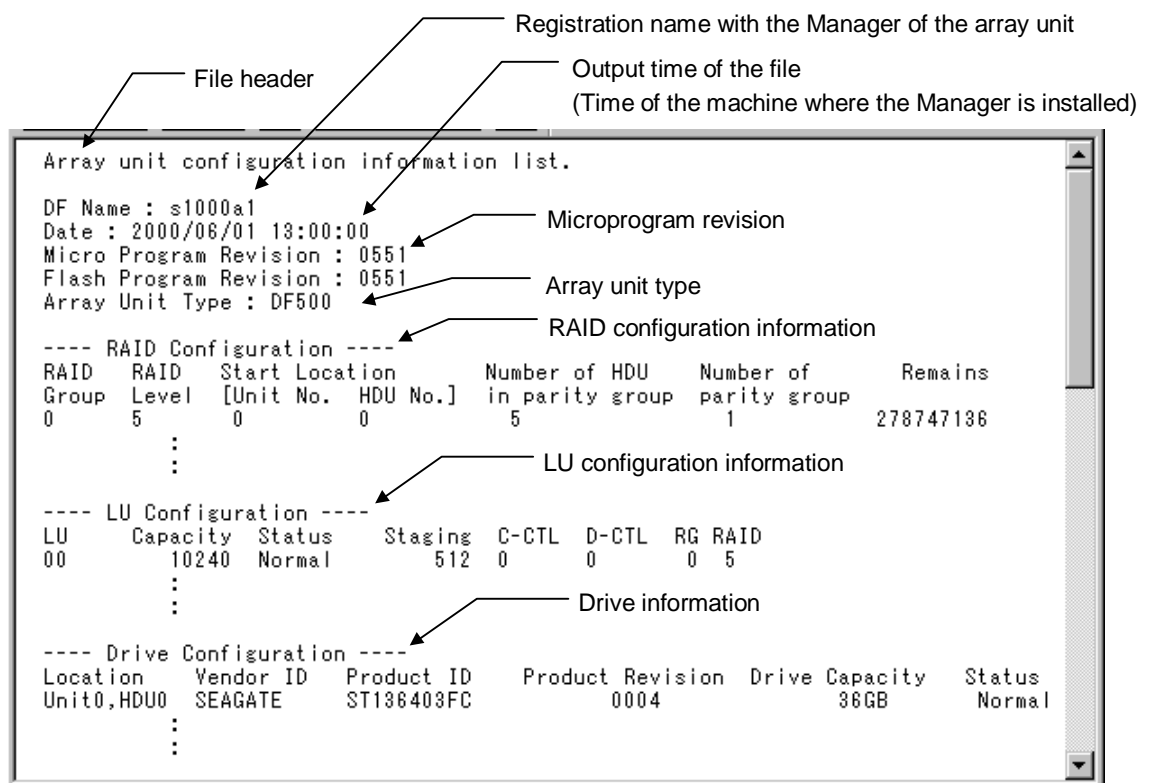 Registration name with the Manager of the array unit
File header
Output time of the file
(Time of the machine where the Manager is installed)
Array unit configuration information list.
DF Name : s1000a1
Date : 2000/06/01 13:00:00
Microprogram revision
Micro Program Revision : 0551
Flash Program Revision : 0551
Array unit type
Array Unit Type : DF500
RAID configuration information
---- RAID Configuration ----
RAID RAID Start Location Number of HDU Number of Remains
Group Level [Unit No. HDU No.] in parity group parity group
0 5 0 0 5 1 278747136
:
:
LU configuration information
---- LU Configuration ----
LU Capacity Status Staging C-CTL D-CTL RG RAID
00 10240 Normal 512 0 0 0 5
:
:
Drive information
---- Drive Configuration ----
Location Vendor ID Product ID Product Revision Drive Capacity Status
Unit0,HDU0 SEAGATE ST136403FC 0004 36GB Normal
:
: